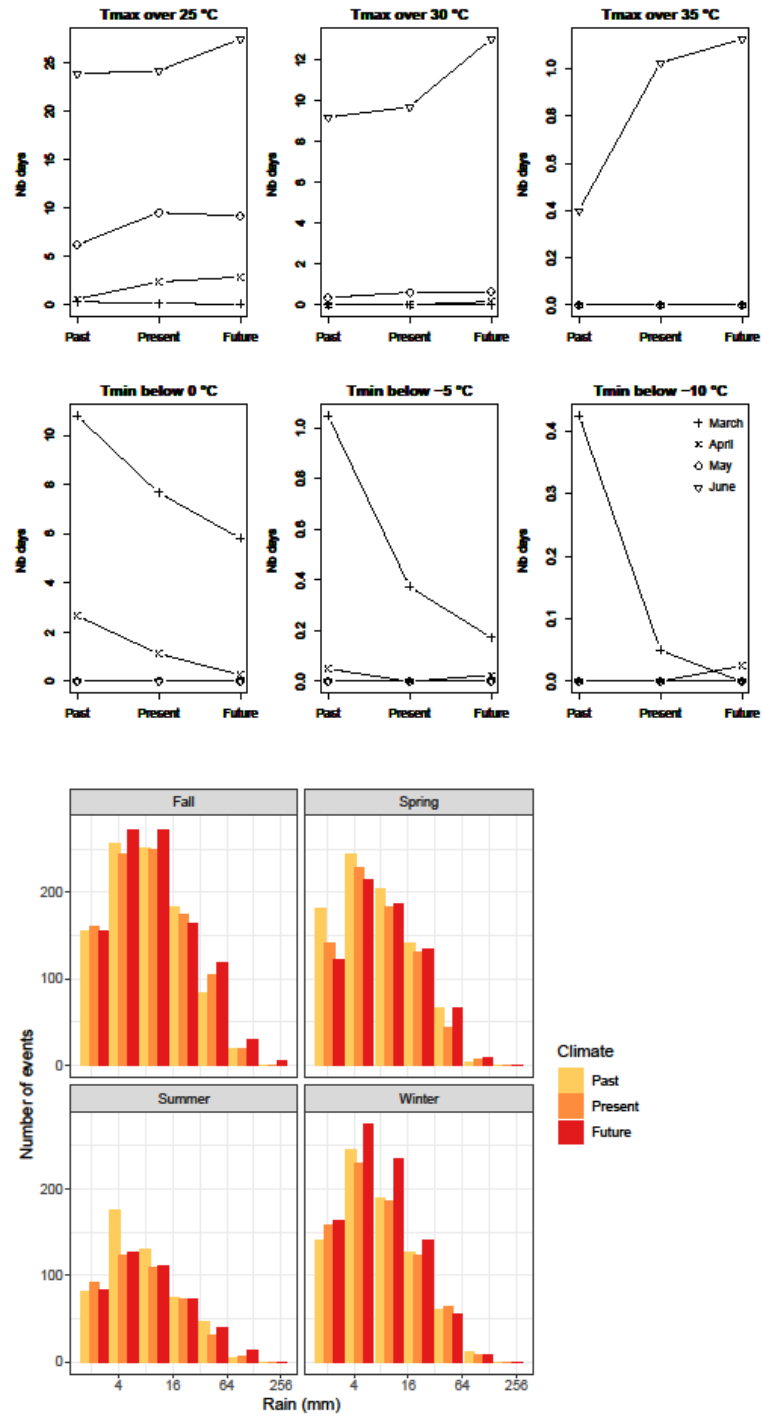 Tmax over 25 °C
Tmax over 30 °C
Tmax over 35 °C
Nb days
0 5 10 15 20 25
Past Present Future
Nb days
0 2 4 6 8 10 12
Past Present Future
Nb days
0.0 0.2 0.4 0.6 0.8 1.0
Past Present Future
Tmin below 0 °C
Tmin below −5 °C
Tmin below −10 °C
Nb days
0 2 4 6 8 10
Past Present Future
Nb days
0.0 0.2 0.4 0.6 0.8 1.0
Past Present Future
Nb days
0.0 0.1 0.2 0.3 0.4
March
April
May
June
Past Present Future
Fall
Spring
200
100
0
Summer
Winter
200
100
0
4 16 64 256
4 16 64 256
Number of events
Rain (mm)
Climate
Past
Present
Future